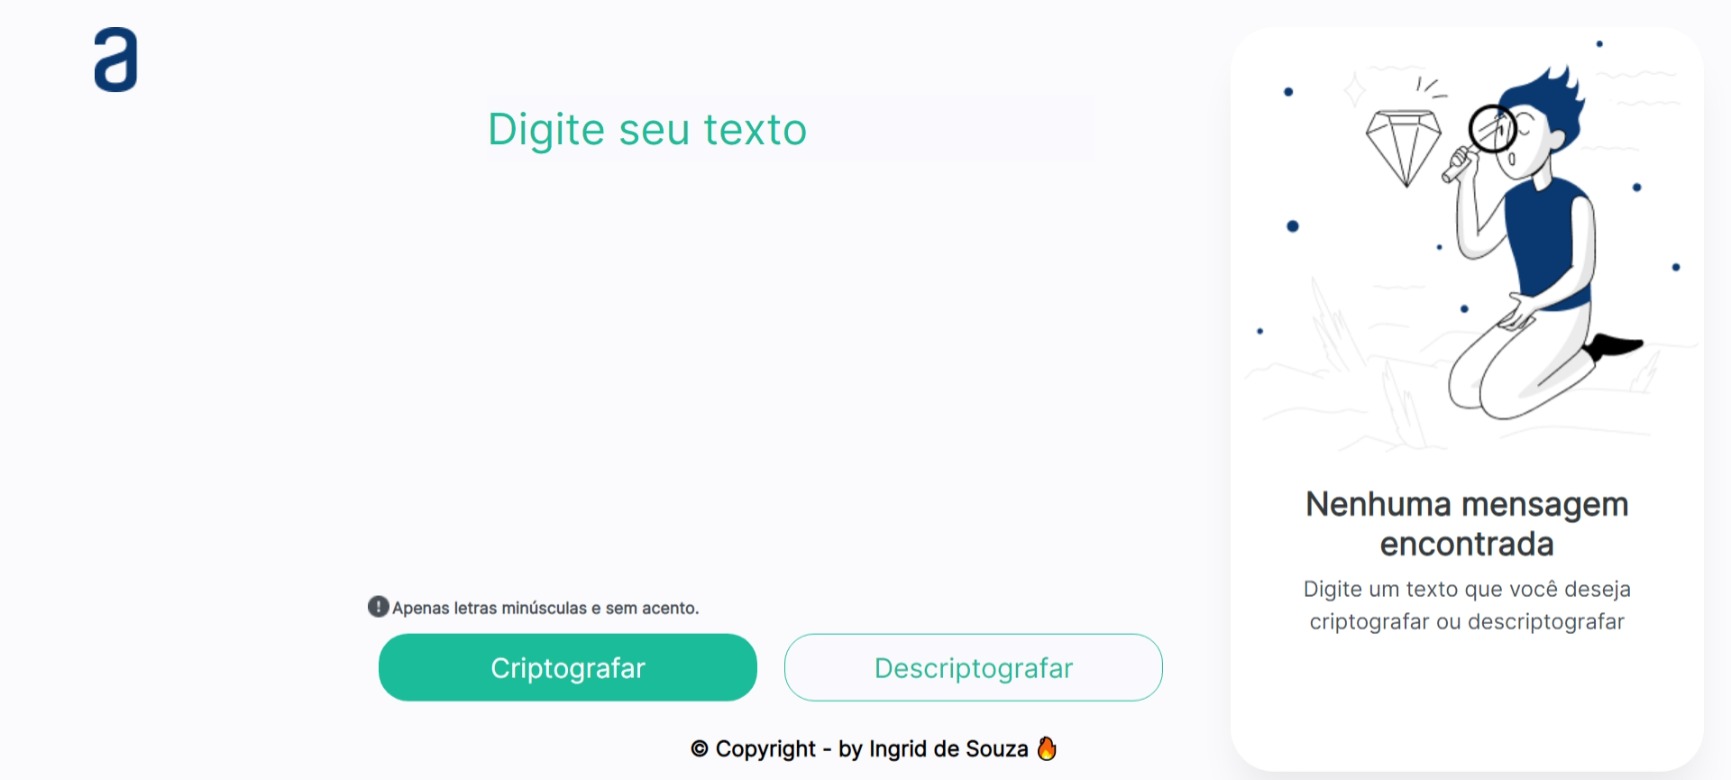 a
Digite seu texto
Apenas letras minúsculas e sem acento.
Criptografar
Descriptografar
© Copyright - by Ingrid de Souza 🔥
Nenhuma mensagem
encontrada
Digite um texto que você deseja
criptografar ou descriptografar